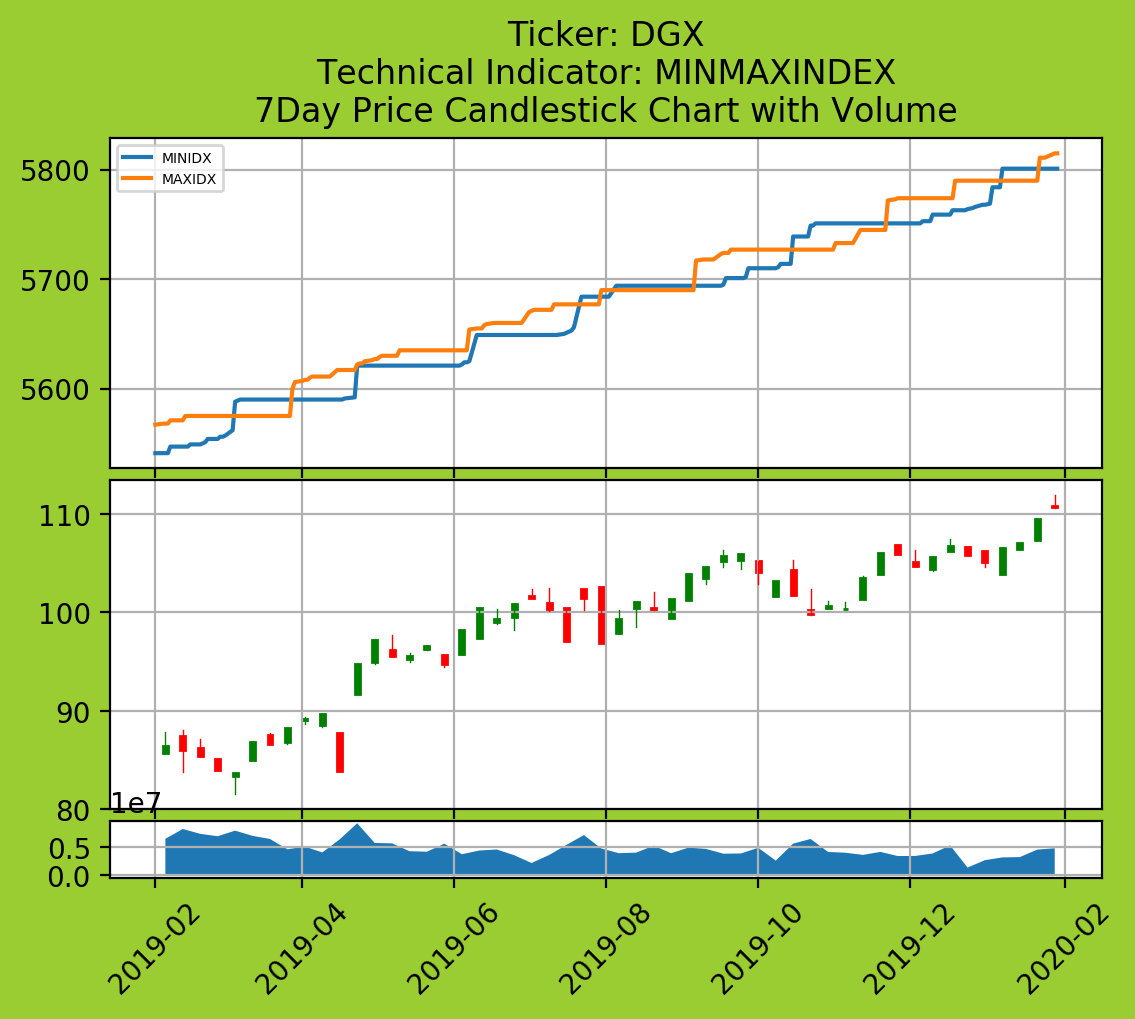 Ticker: DGX
Technical Indicator: MINMAXINDEX
7Day Price Candlestick Chart with Volume
MINIDX
MAXIDX
5800
5700
5600
110
100
90
80
1e7
0.5
0.0
2019-02
2019-04
2019-06
2019-08
2019-10
2019-12
2020-02